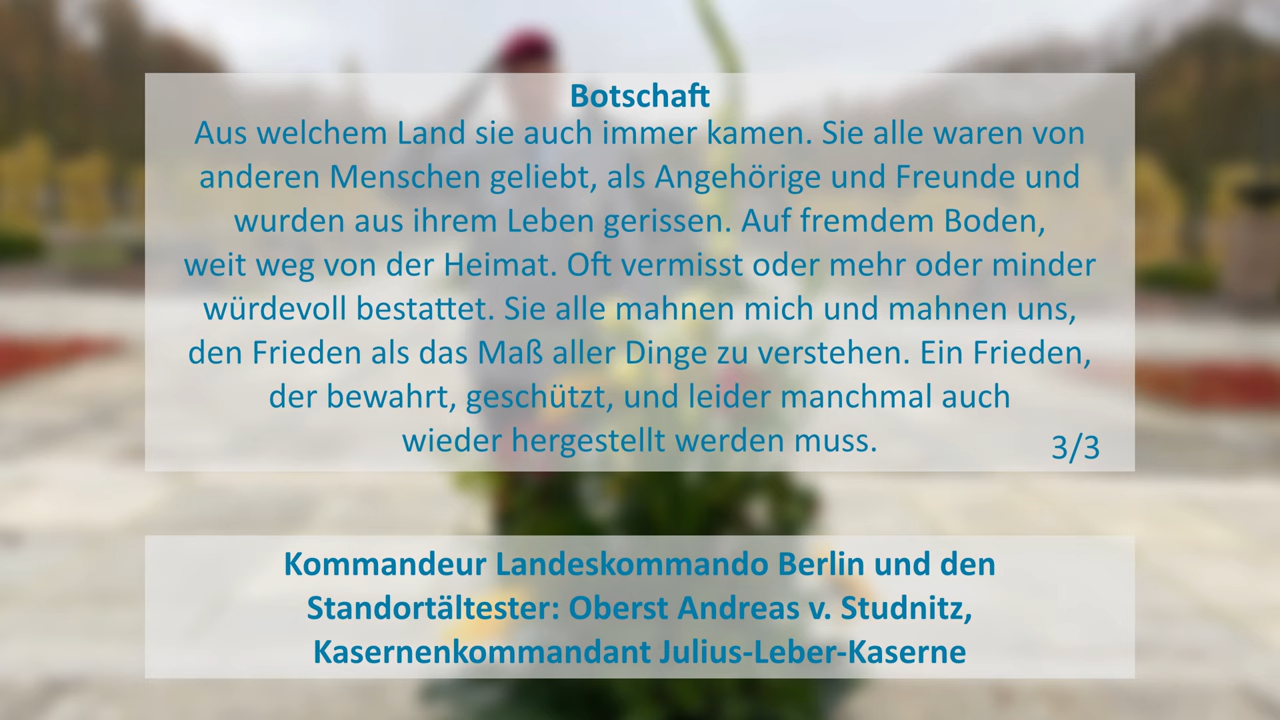 Botschaft
Aus welchem Land sie auch immer kamen. Sie alle waren von
anderen Menschen geliebt, als Angehörige und Freunde und
wurden aus ihrem Leben gerissen. Auf fremdem Boden,
weit weg von der Heimat. Oft vermisst oder mehr oder minder
würdevoll bestattet. Sie alle mahnen mich und mahnen uns,
den Frieden als das Maß aller Dinge zu verstehen. Ein Frieden,
der bewahrt, geschützt, und leider manchmal auch
wieder hergestellt werden muss.
3/3
Kommandeur Landeskommando Berlin und den
Standortältester: Oberst Andreas v. Studnitz,
Kasernenkommandant Julius-Leber-Kaserne